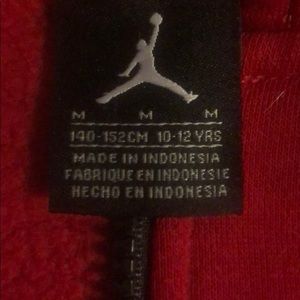 M M M
140-152CM 10-12 YRS
MADE IN INDONESIA
FABRIQUE EN INDONESIE
HECHO EN INDONESIA